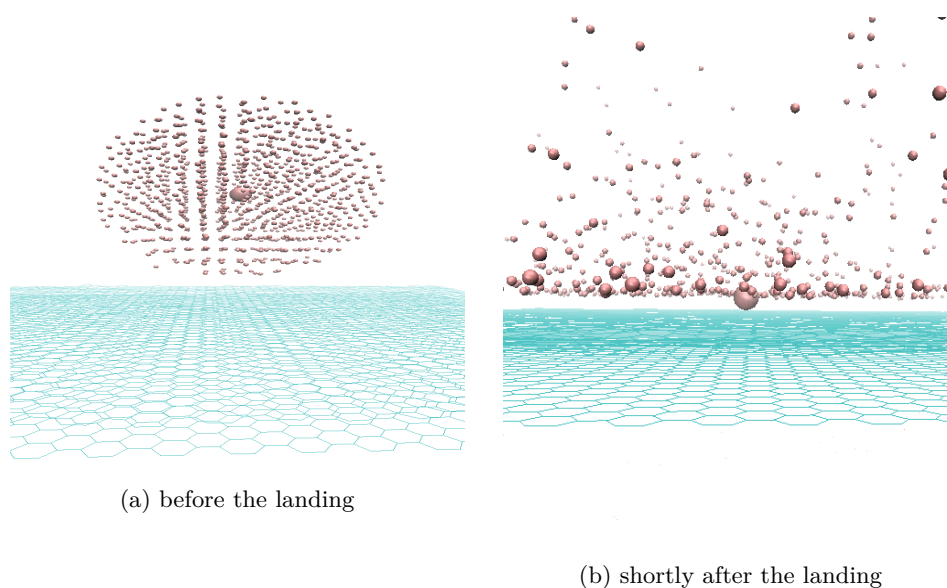 (a) before the landing
(b) shortly after the landing